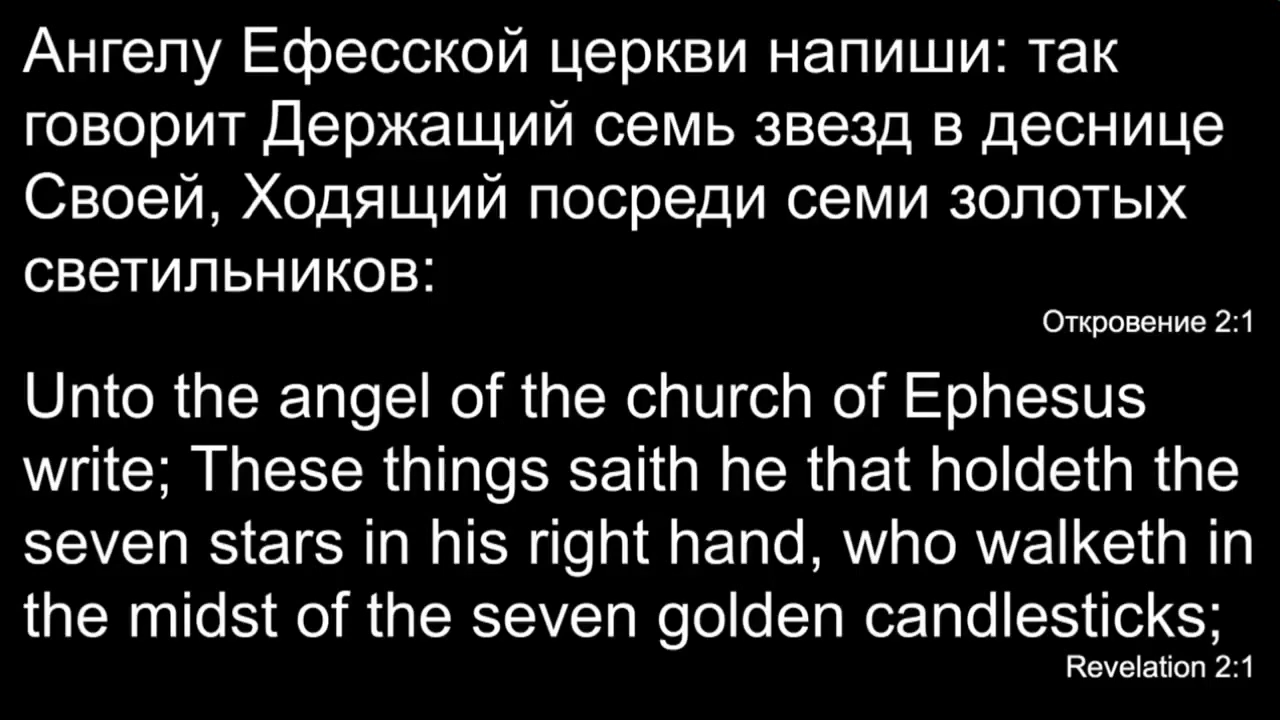 Ангелу Ефесской церкви напиши: так
говорит Держащий семь звезд в деснице
Своей, Ходящий посреди семи золотых
светильников:
Откровение 2:1
Unto the angel of the church of Ephesus
write; These things saith he that holdeth the
seven stars in his right hand, who walketh in
the midst of the seven golden candlesticks;
Revelation 2:1